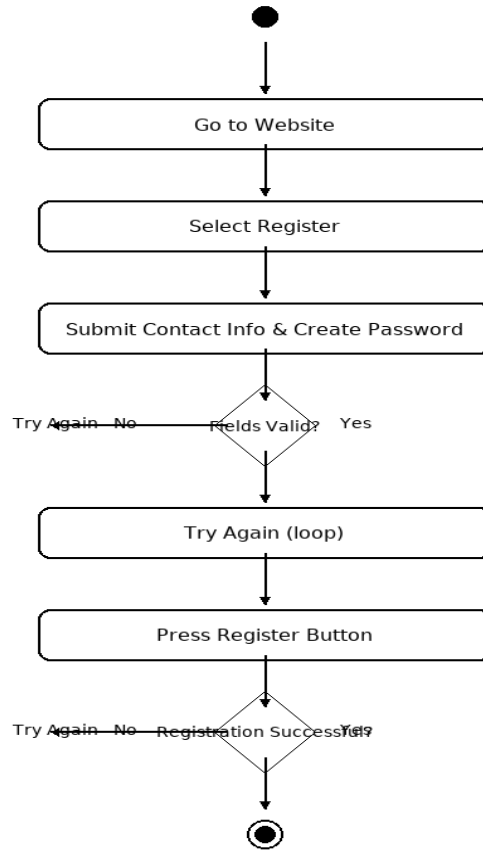 Go to Website
Select Register
Submit Contact Info & Create Password
Try Again No Fields Valid? Yes
Try Again (loop)
Press Register Button
Try Again No Registration Successful? Yes